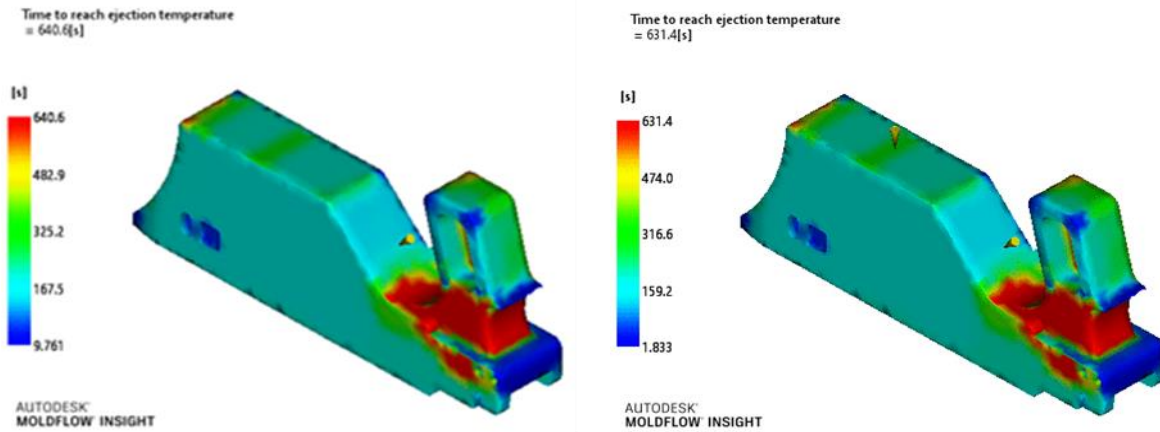 Time to reach ejection temperature
= 640.6[s]
[s]
640.6
482.9
325.2
167.5
9.761
AUTODESK'
MOLDFLOW' INSIGHT
Time to reach ejection temperature
= 631.4[s]
[s]
631.4
474.0
316.6
159.2
1.833
AUTODESK'
MOLDFLOW' INSIGHT